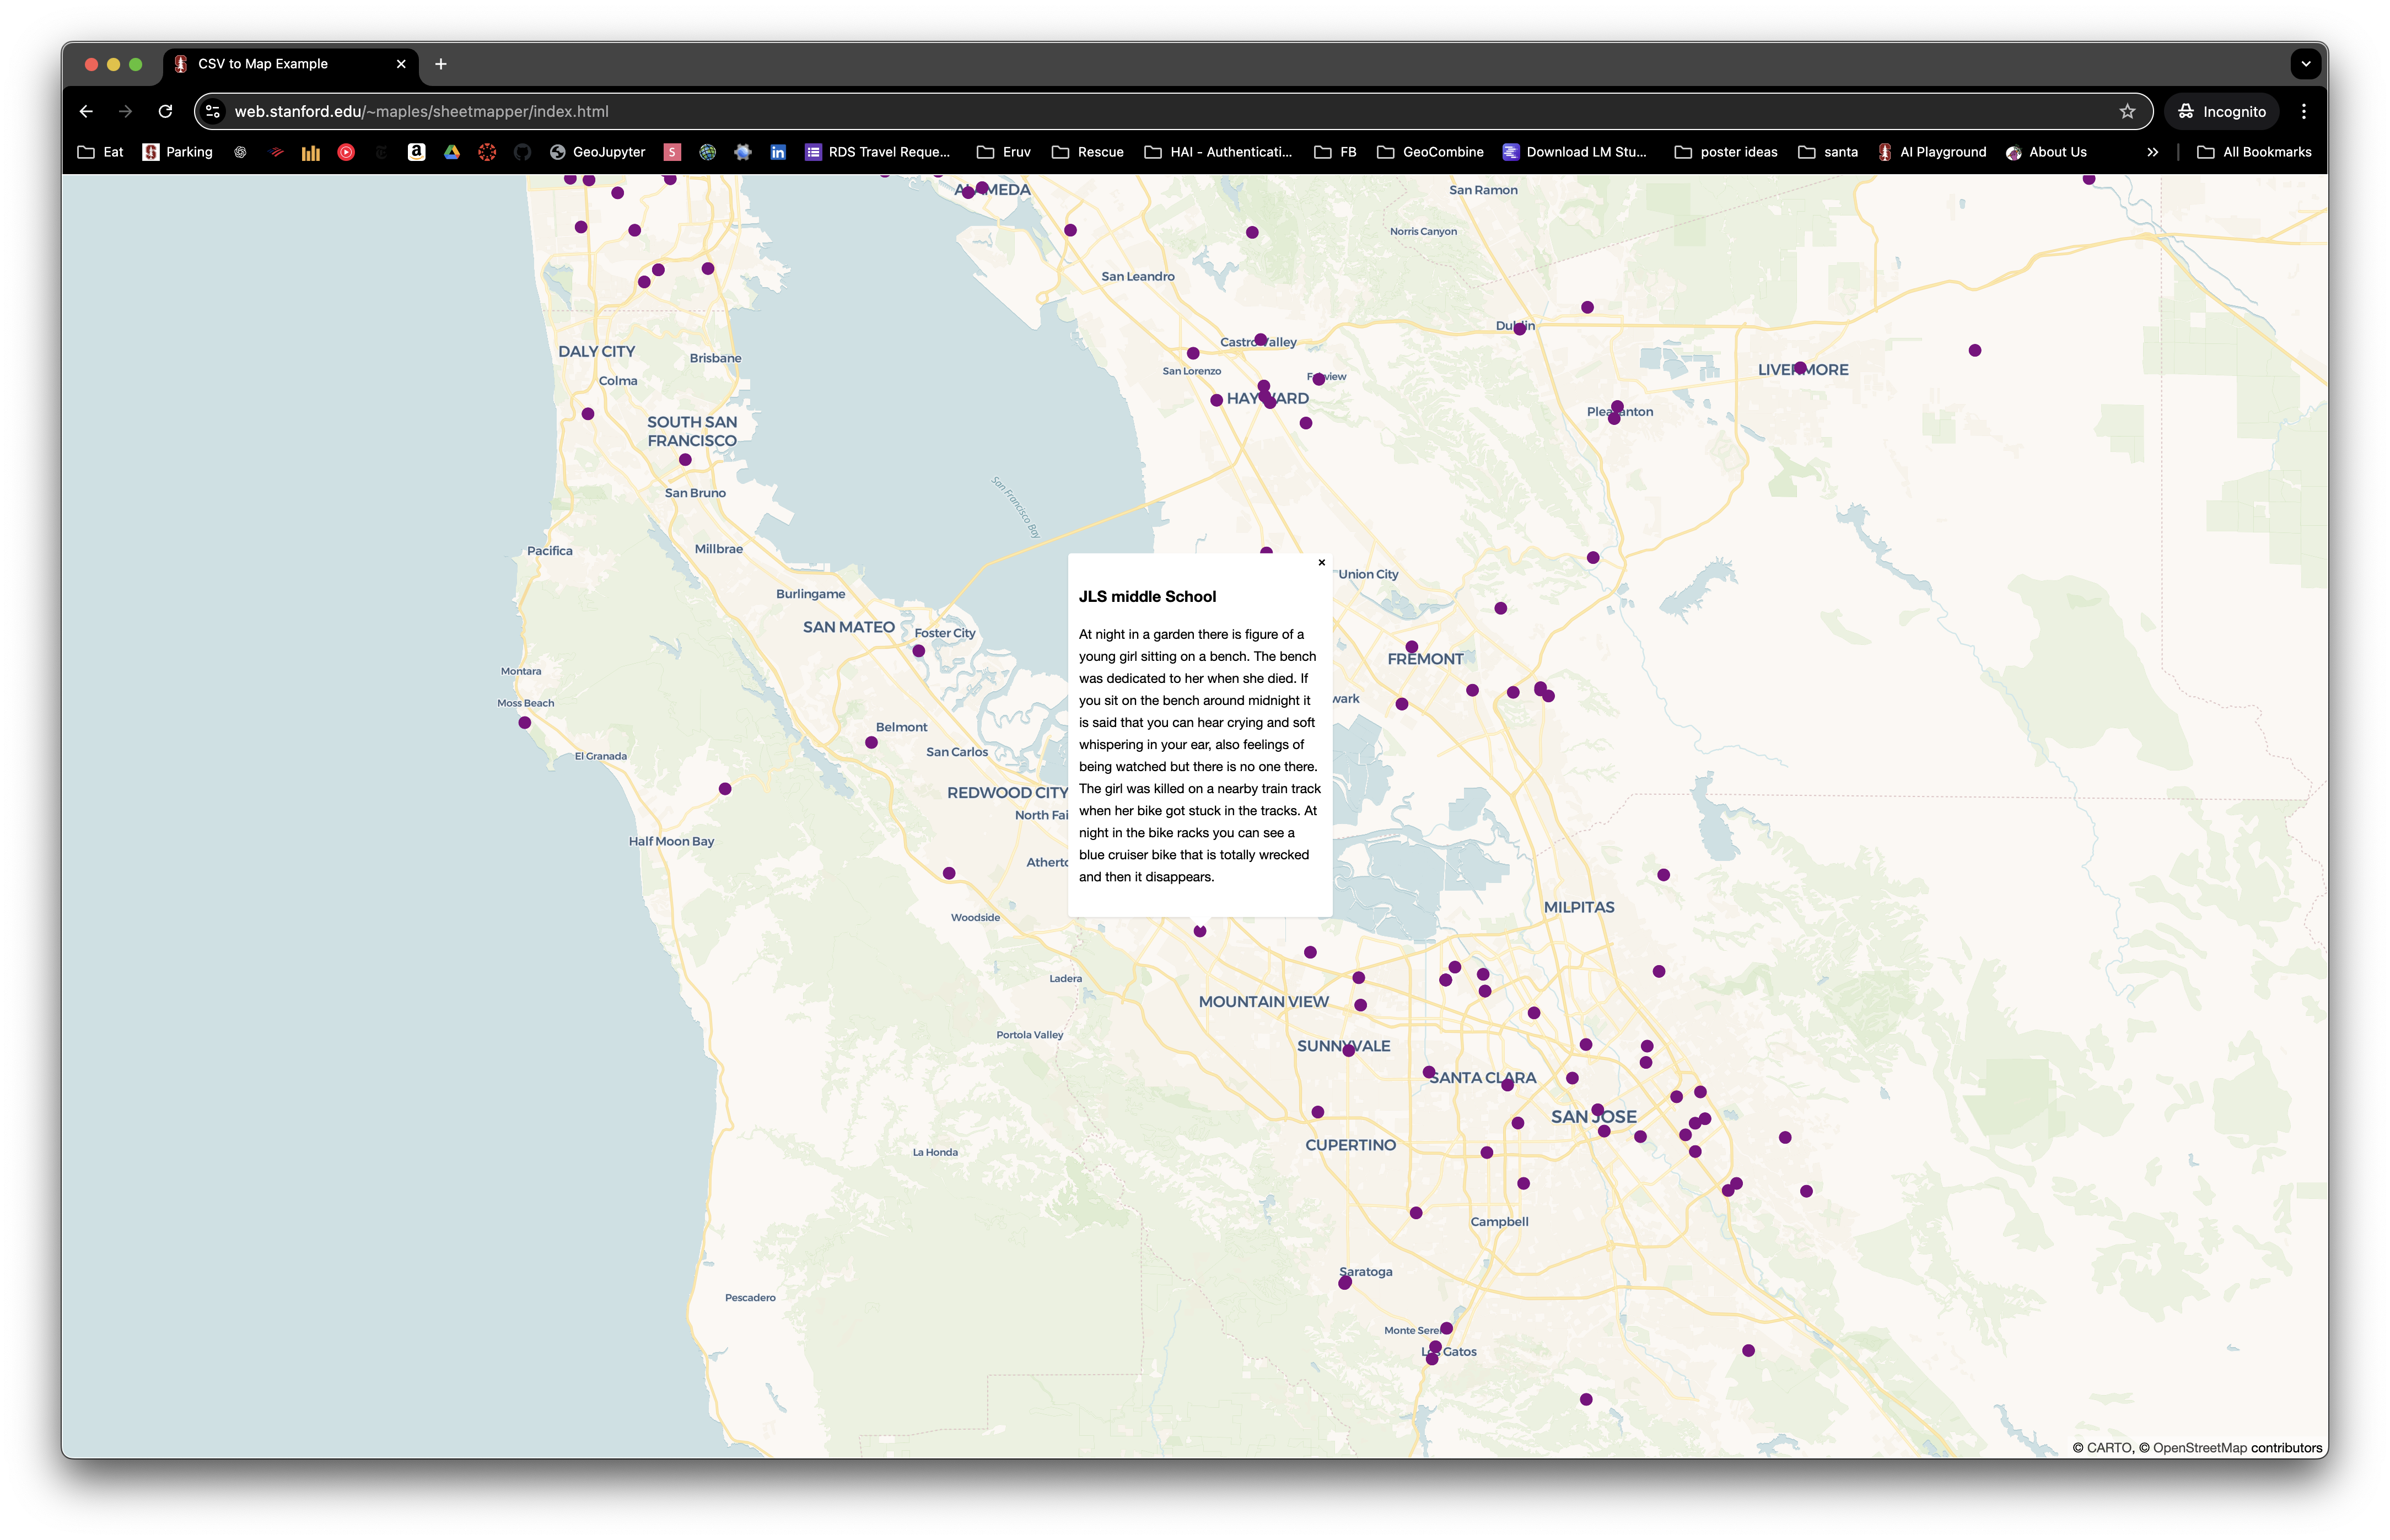 CSV to Map Example
web.stanford.edu/~maples/sheetmapper/index.html
Incognito
Eat
Parking
GeoJupyter
S
RDS Travel Reque...
Eruv
Rescue
HAI - Authenticati...
FB
GeoCombine
Download LM Stu...
poster ideas
santa
AI Playground
About Us
All Bookmarks
ALAMEDA
San Ramon
Norris Canyon
San Leandro
Dublin
Castro Valley
DALY CITY
Brisbane
San Lorenzo
LIVERMORE
Colma
Fairview
HAYWARD
Pleasanton
SOUTH SAN
FRANCISCO
San Bruno
San Francisco Bay
Pacifica
Millbrae
Union City
Burlingame
SAN MATEO
Foster City
JLS middle School
At night in a garden there is figure of a
young girl sitting on a bench. The bench
was dedicated to her when she died. If
you sit on the bench around midnight it
is said that you can hear crying and soft
whispering in your ear, also feelings of
being watched but there is no one there.
The girl was killed on a nearby train track
when her bike got stuck in the tracks. At
night in the bike racks you can see a
blue cruiser bike that is totally wrecked
and then it disappears.
FREMONT
Montara
wark
Moss Beach
Belmont
San Carlos
El Granada
REDWOOD CITY
North Fai
Half Moon Bay
Atherto
MILPITAS
Woodside
Ladera
MOUNTAIN VIEW
Portola Valley
SUNNYVALE
SANTA CLARA
SAN JOSE
CUPERTINO
La Honda
Campbell
Saratoga
Pescadero
Monte Sere
Los Gatos
© CARTO, © OpenStreetMap contributors